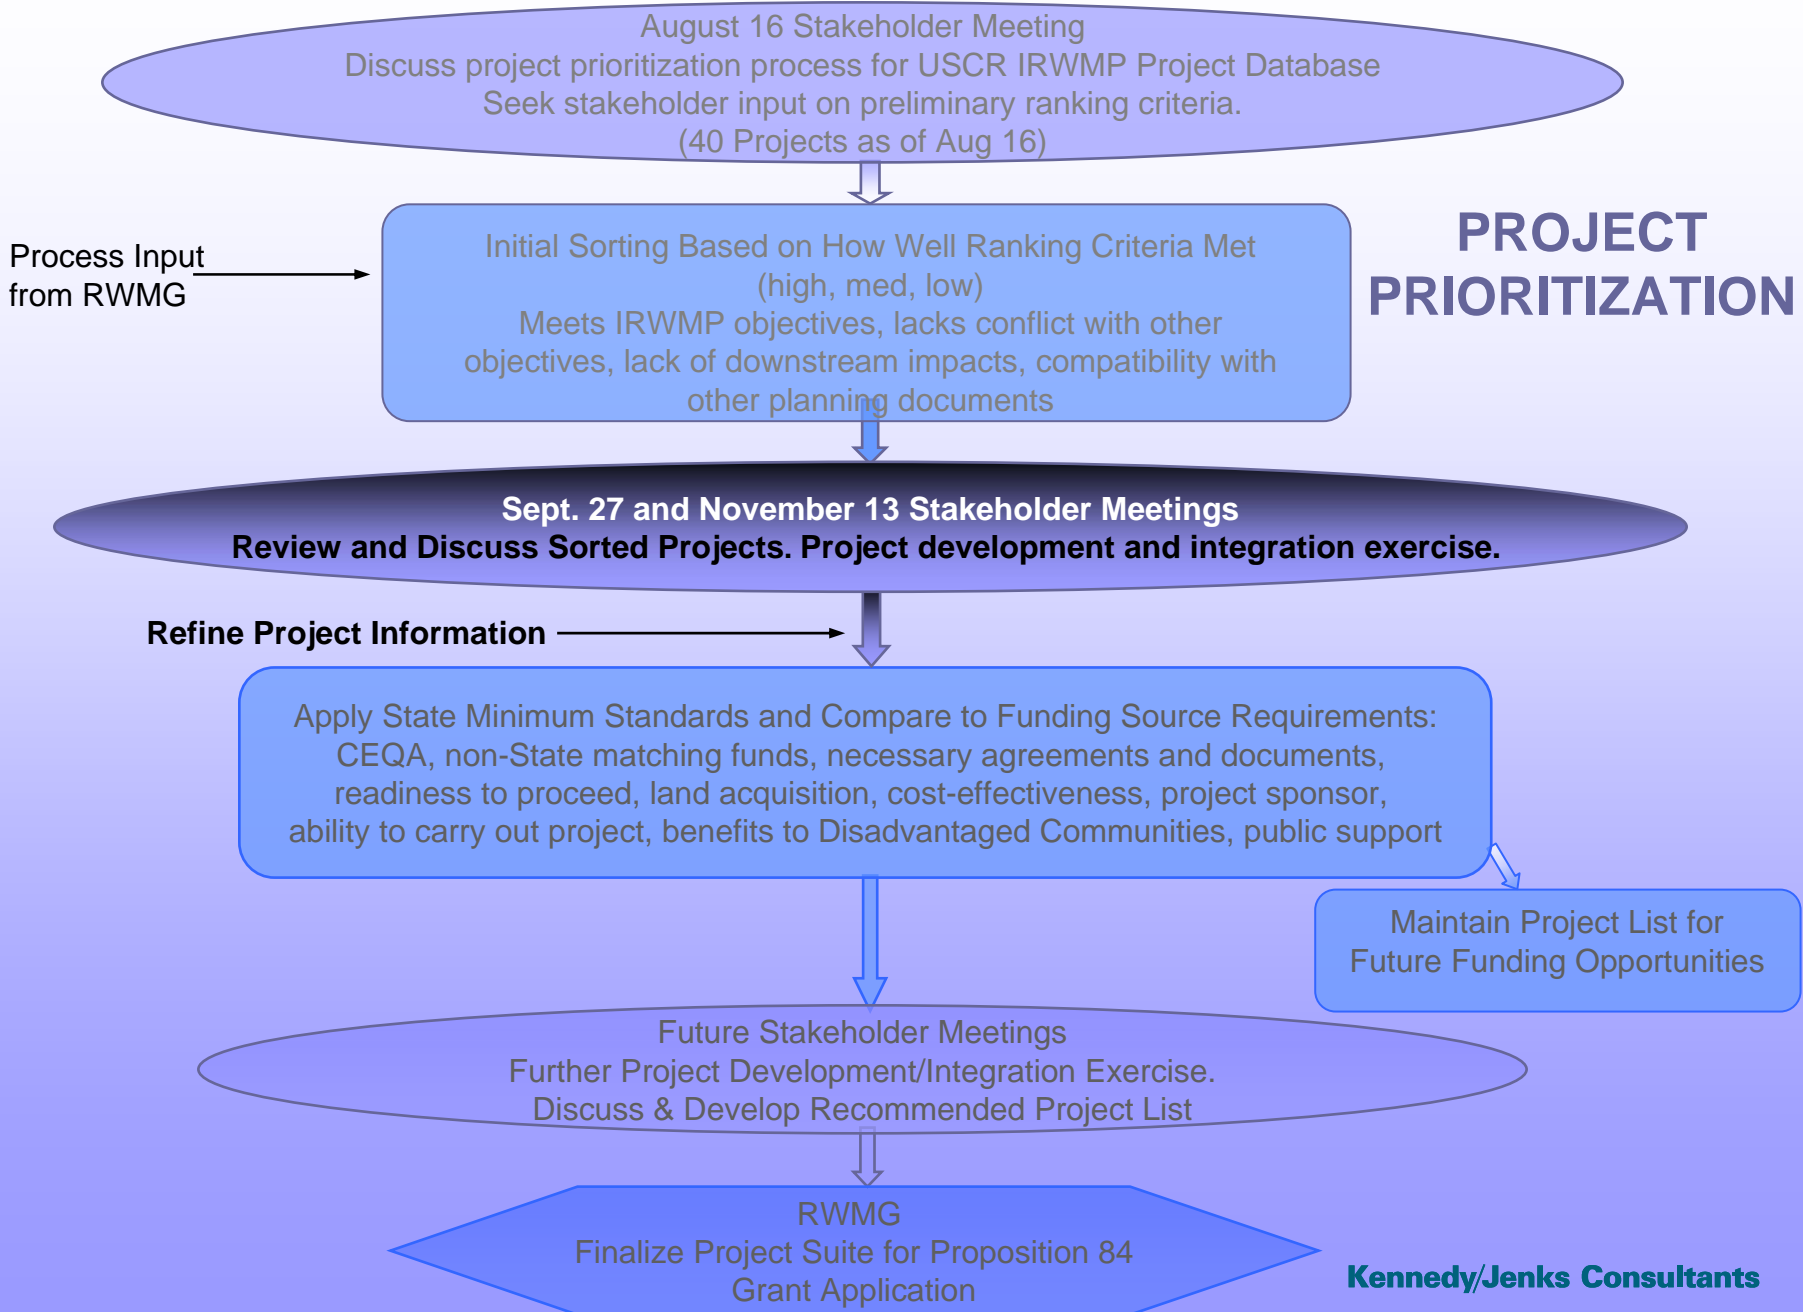 August 16 Stakeholder Meeting
Discuss project prioritization process for USCR IRWMP Project Database
Seek stakeholder input on preliminary ranking criteria.
(40 Projects as of Aug 16)
PROJECT
PRIORITIZATION
Process Input
from RWMG
Initial Sorting Based on How Well Ranking Criteria Met
(high, med, low)
Meets IRWMP objectives, lacks conflict with other
objectives, lack of downstream impacts, compatibility with
other planning documents
Sept. 27 and November 13 Stakeholder Meetings
Review and Discuss Sorted Projects. Project development and integration exercise.
Refine Project Information
Apply State Minimum Standards and Compare to Funding Source Requirements:
CEQA, non-State matching funds, necessary agreements and documents,
readiness to proceed, land acquisition, cost-effectiveness, project sponsor,
ability to carry out project, benefits to Disadvantaged Communities, public support
Maintain Project List for
Future Funding Opportunities
Future Stakeholder Meetings
Further Project Development/Integration Exercise.
Discuss & Develop Recommended Project List
RWMG
Finalize Project Suite for Proposition 84
Grant Application
Kennedy/Jenks Consultants